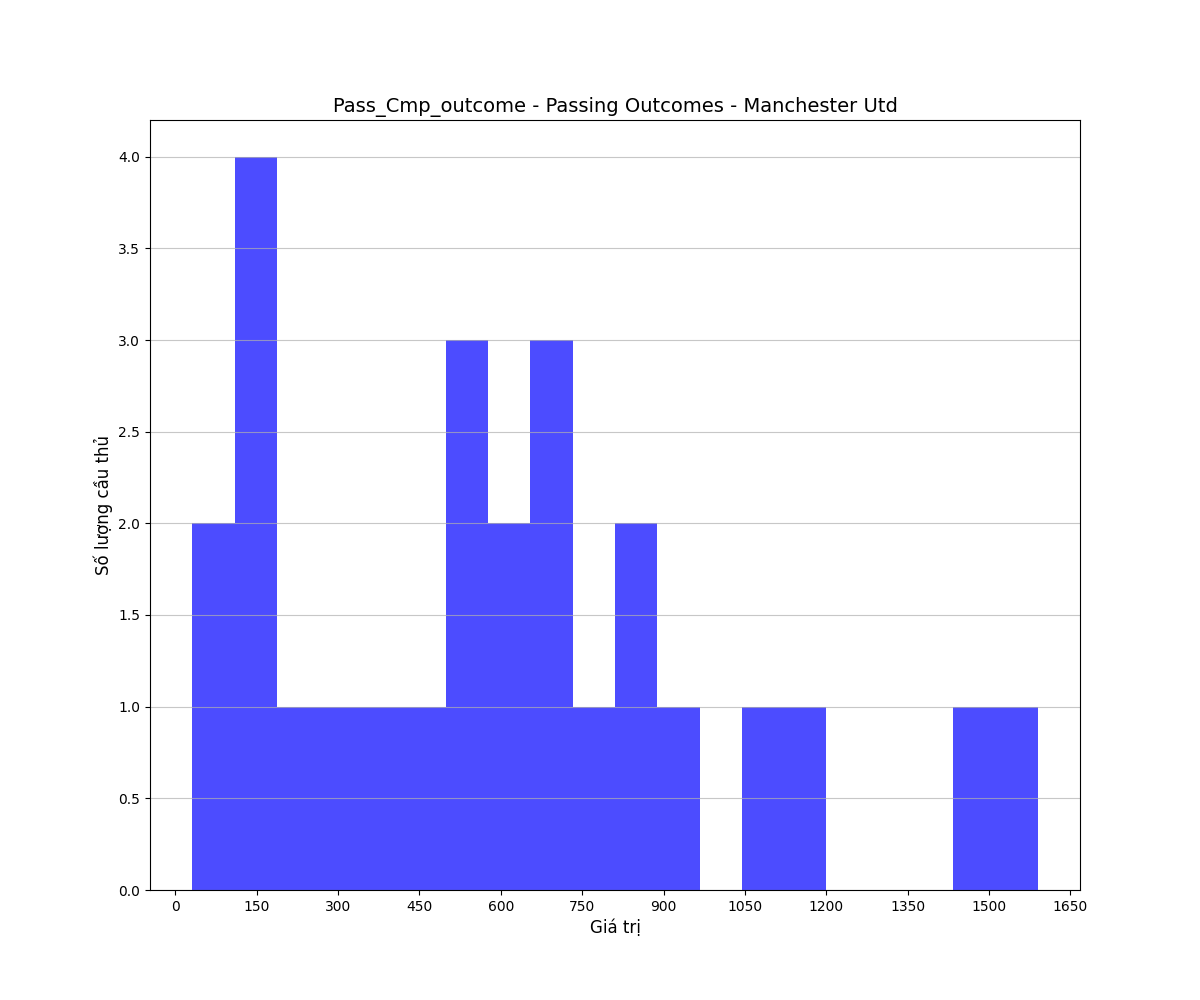 Pass_Cmp_outcome - Passing Outcomes - Manchester Utd
4.0
3.5
3.0
2.5
2.0
1.5
1.0
0.5
0.0
Số lượng cầu thủ
0 150 300 450 600 750 900 1050 1200 1350 1500 1650
Giá trị